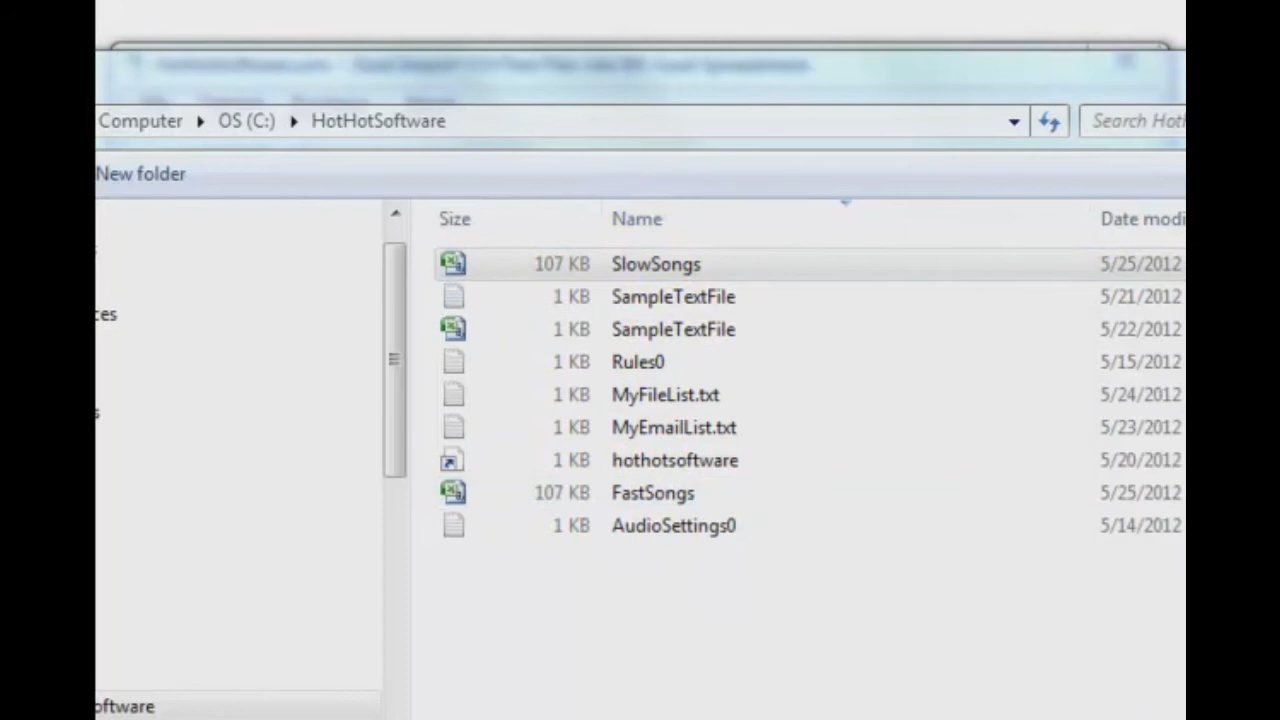 Computer OS (C:) HotHotSoftware Search Hot
New folder
Size Name Date modi
107 KB SlowSongs 5/25/2012
1 KB SampleTextFile 5/21/2012
ces
1 KB SampleTextFile 5/22/2012
1 KB Rules0 5/15/2012
1 KB MyFileList.txt 5/24/2012
s
1 KB MyEmailList.txt 5/23/2012
1 KB hothotsoftware 5/20/2012
107 KB FastSongs 5/25/2012
1 KB AudioSettings0 5/14/2012
oftware